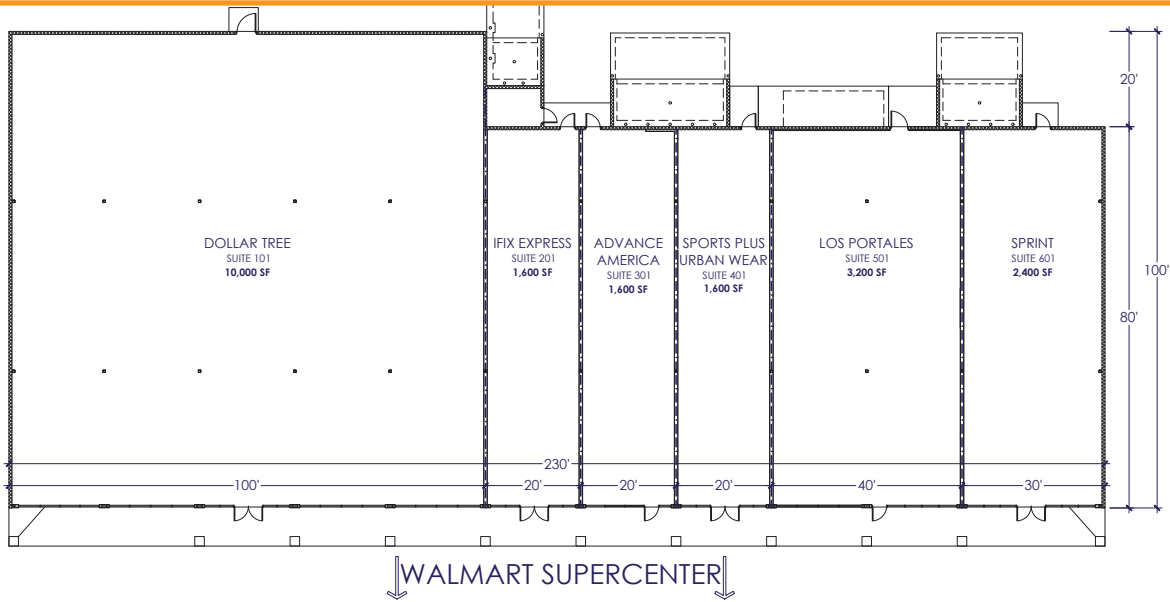 20'
DOLLAR TREE
SUITE 101
10,000 SF
IFIX EXPRESS
SUITE 201
1,600 SF
ADVANCE
AMERICA
SUITE 301
1,600 SF
SPORTS PLUS
URBAN WEAR
SUITE 401
1,600 SF
LOS PORTALES
SUITE 501
3,200 SF
SPRINT
SUITE 601
2,400 SF
100'
80'
230'
100'
20'
20'
20'
40'
30'
WALMART SUPERCENTER